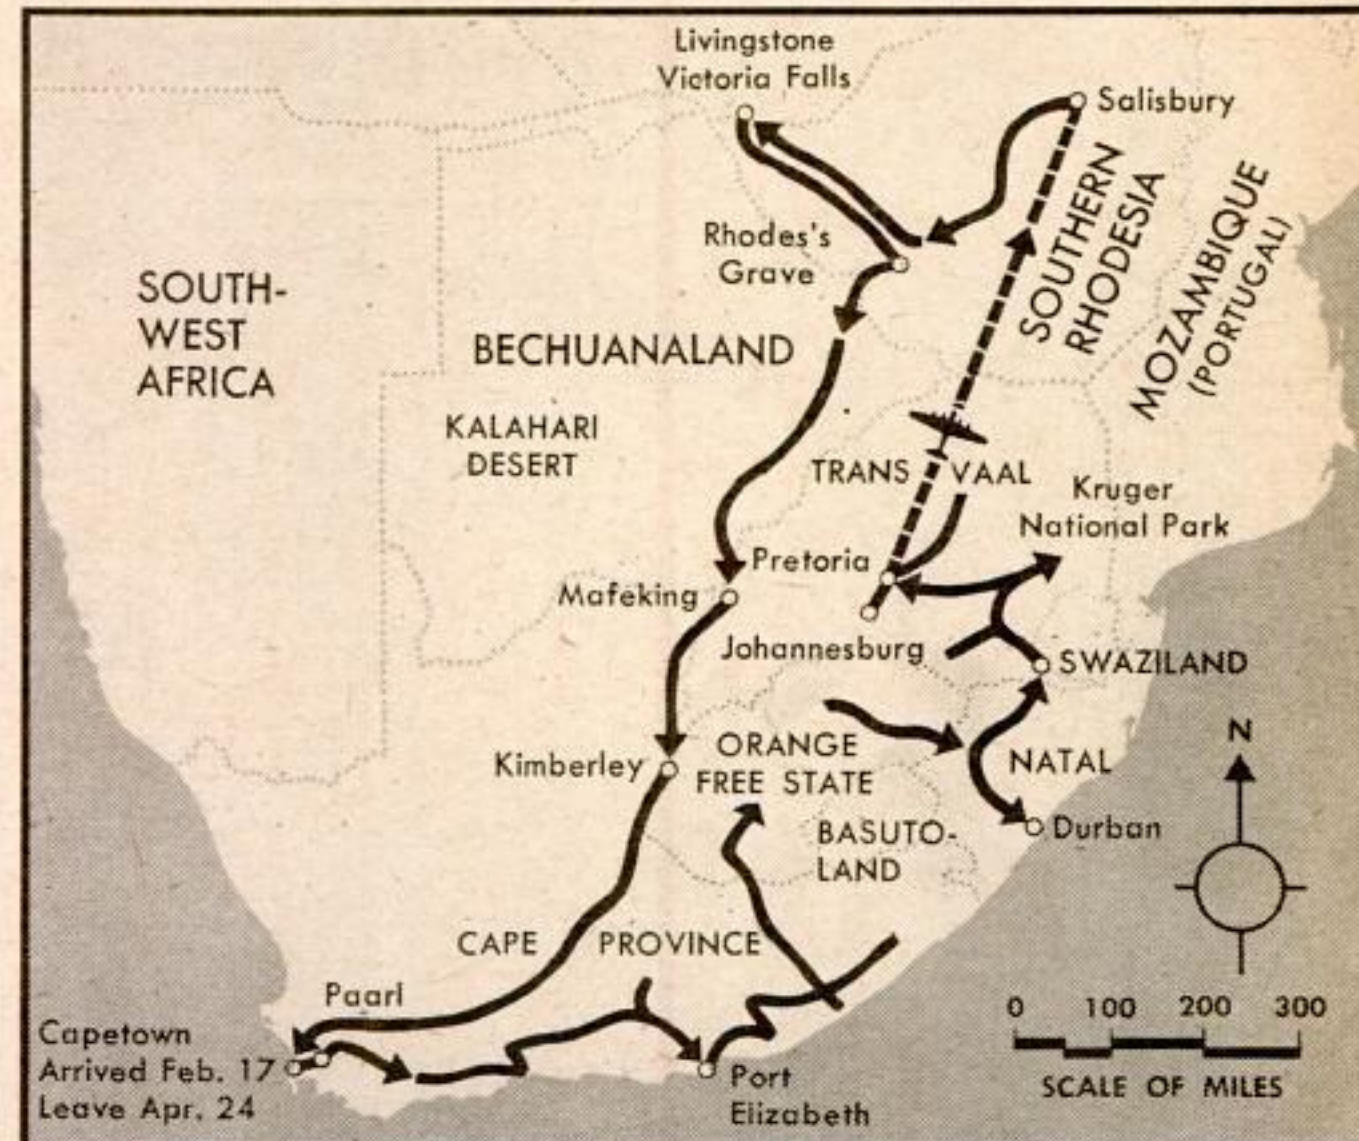 Livingstone
Victoria Falls
Salisbury
SOUTHERN
RHODESIA
MOZAMBIQUE
(PORTUGAL)
Rhodes's
Grave
SOUTH-
WEST
AFRICA
BECHUANALAND
KALAHARI
DESERT
TRANS VAAL
Kruger
National Park
Pretoria
Mafeking
Johannesburg
SWAZILAND
N
Kimberley
ORANGE
FREE STATE
NATAL
BASUTO-
LAND
Durban
CAPE PROVINCE
Paarl
Capetown
Arrived Feb. 17
Leave Apr. 24
Port
Elizabeth
0 100 200 300
SCALE OF MILES